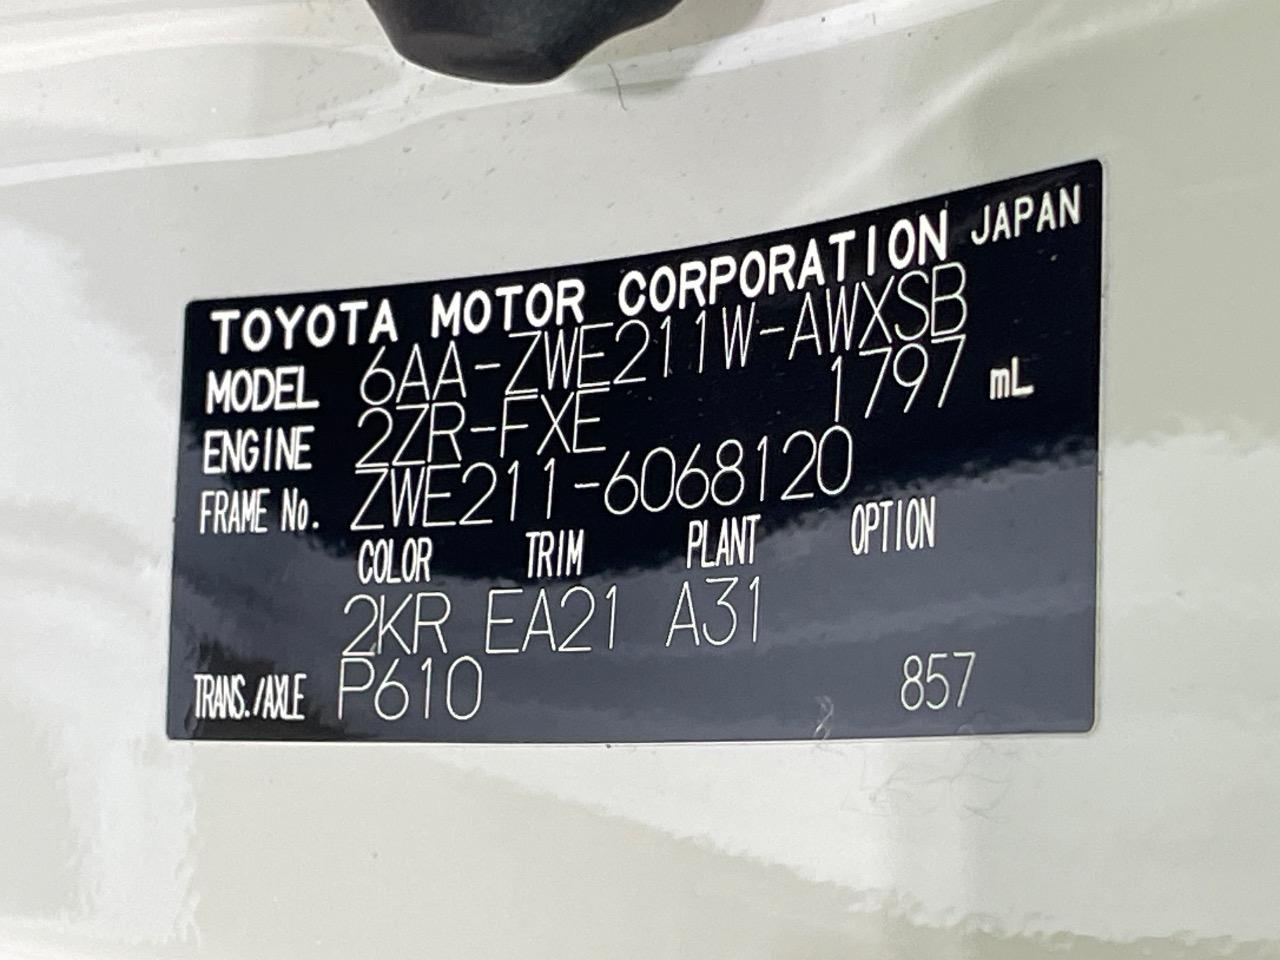 TOYOTA MOTOR CORPORATION JAPAN
MODEL 6AA-ZWE211W-AWXSB
ENGINE 2ZR-FXE 1797 mL
FRAME No. ZWE211-6068120
COLOR TRIM PLANT OPTION
2KR EA21 A31
TRANS./AXLE P610 857